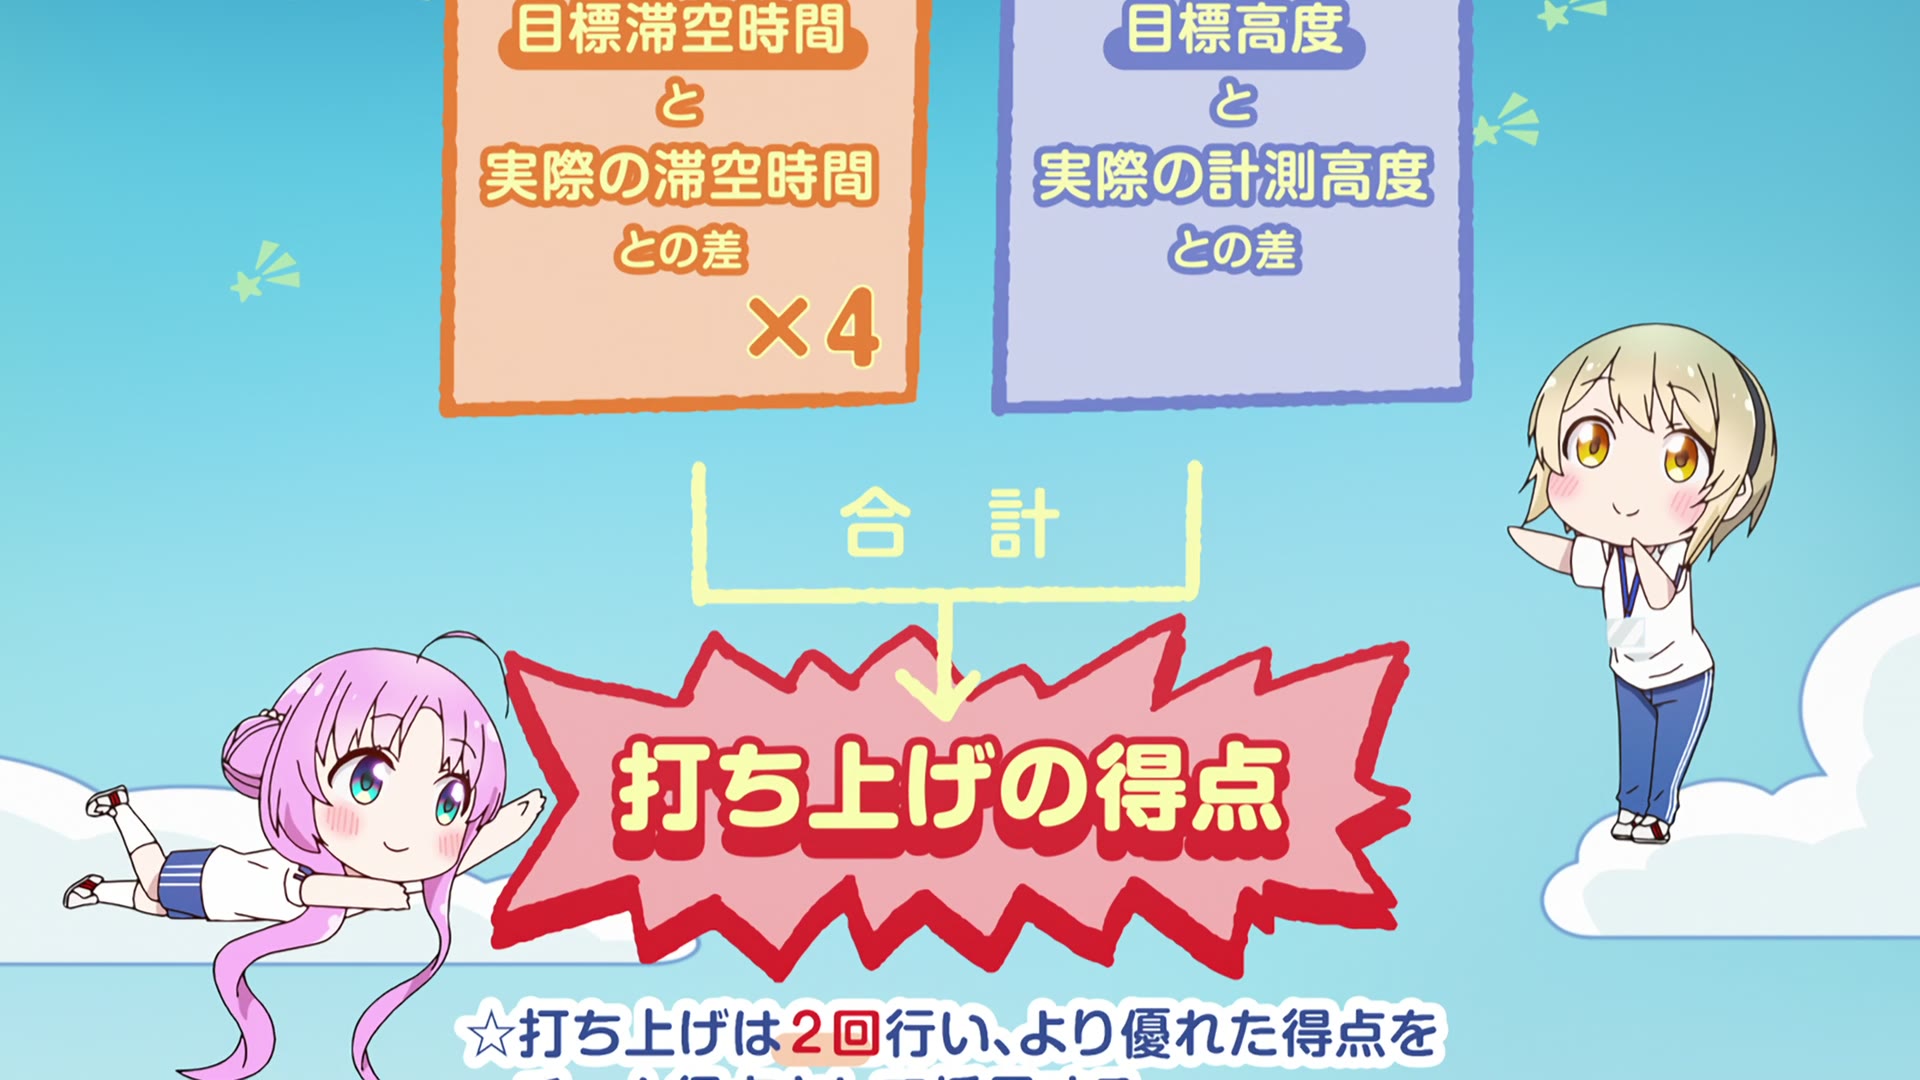 目標滞空時間
と
実際の滞空時間
との差
×4
目標高度
と
実際の計測高度
との差
合計
打ち上げの得点
☆打ち上げは2回行い、より優れた得点を